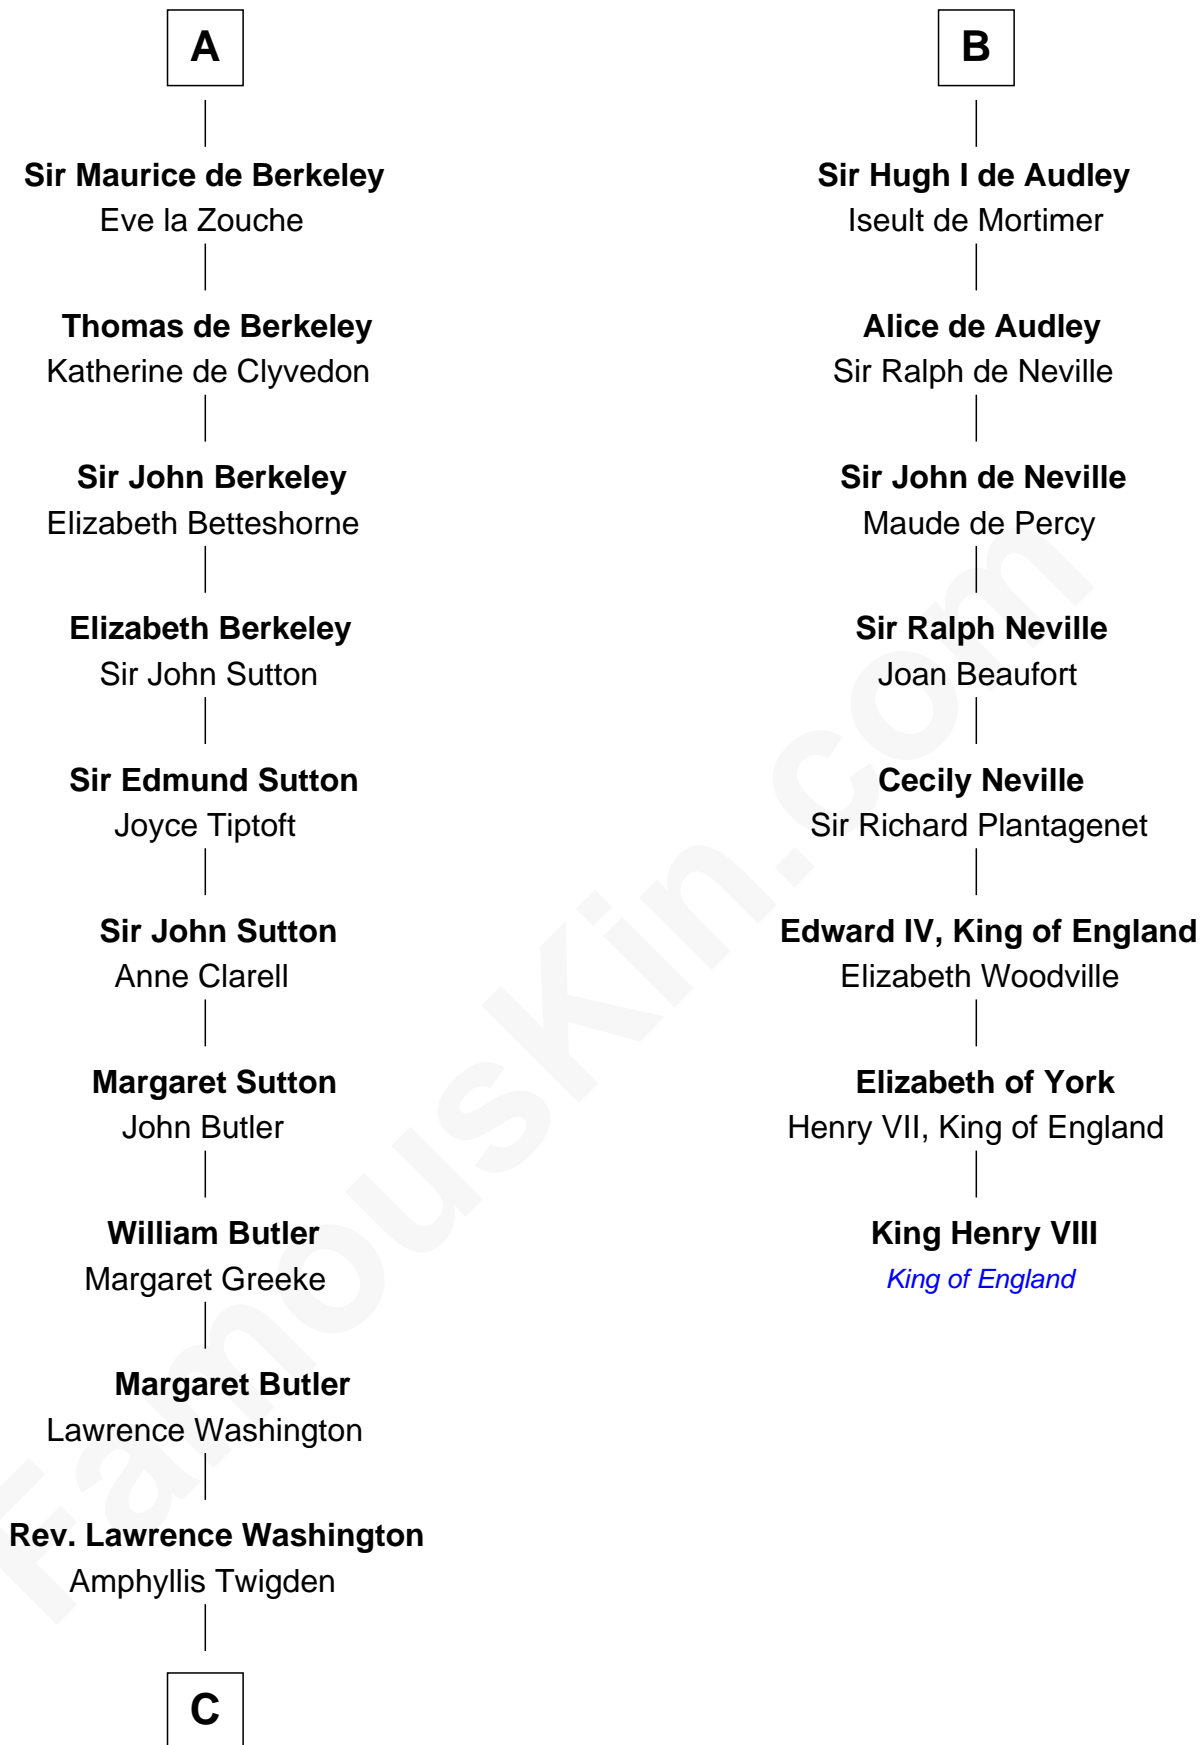 A
Sir Maurice de Berkeley
Eve la Zouche
Thomas de Berkeley
Katherine de Clyvedon
Sir John Berkeley
Elizabeth Betteshorne
Elizabeth Berkeley
Sir John Sutton
Sir Edmund Sutton
Joyce Tiptoft
Sir John Sutton
Anne Clarell
Margaret Sutton
John Butler
William Butler
Margaret Greeke
Margaret Butler
Lawrence Washington
Rev. Lawrence Washington
Amphyllis Twigden
C
B
Sir Hugh I de Audley
Iseult de Mortimer
Alice de Audley
Sir Ralph de Neville
Sir John de Neville
Maude de Percy
Sir Ralph Neville
Joan Beaufort
Cecily Neville
Sir Richard Plantagenet
Edward IV, King of England
Elizabeth Woodville
Elizabeth of York
Henry VII, King of England
King Henry VIII
King of England
FamousKin.com